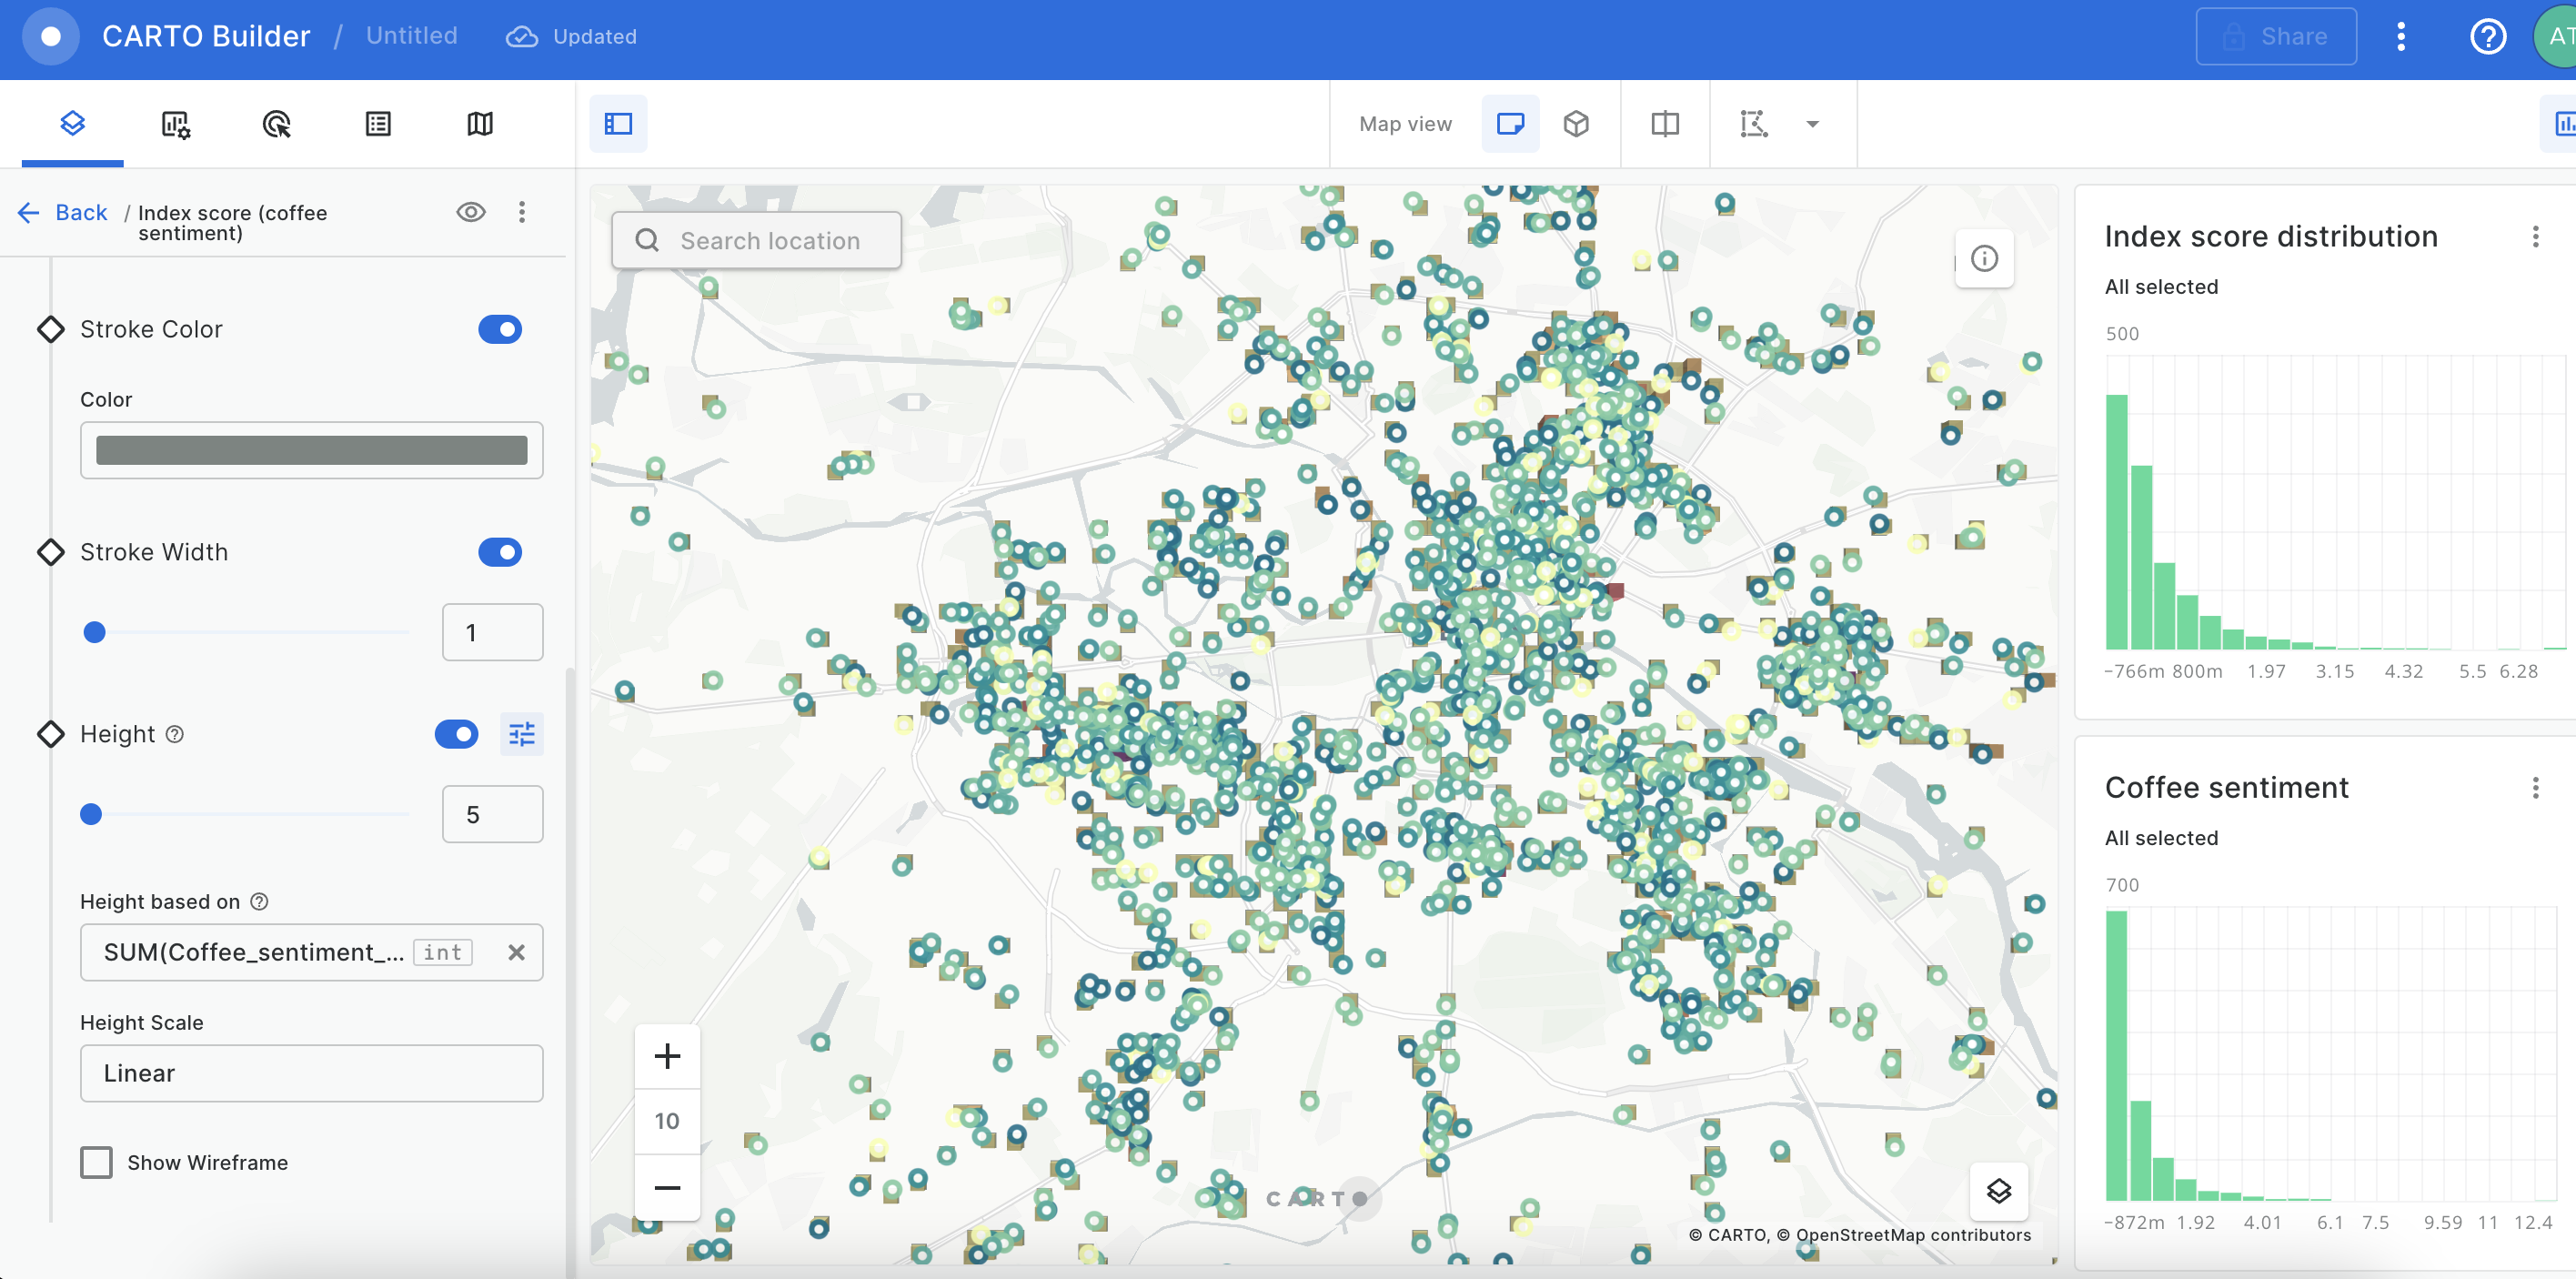 CARTO Builder / Untitled Updated Share
Map view
Back / Index score (coffee
sentiment)
Stroke Color
Color
Stroke Width
1
Height
5
Height based on
SUM(Coffee_sentiment_... int
Height Scale
Linear
Show Wireframe
Search location
10
CARTO
© CARTO, © OpenStreetMap contributors
Index score distribution
All selected
500
−766m 800m 1.97 3.15 4.32 5.5 6.28
Coffee sentiment
All selected
700
−872m 1.92 4.01 6.1 7.5 9.59 11 12.4